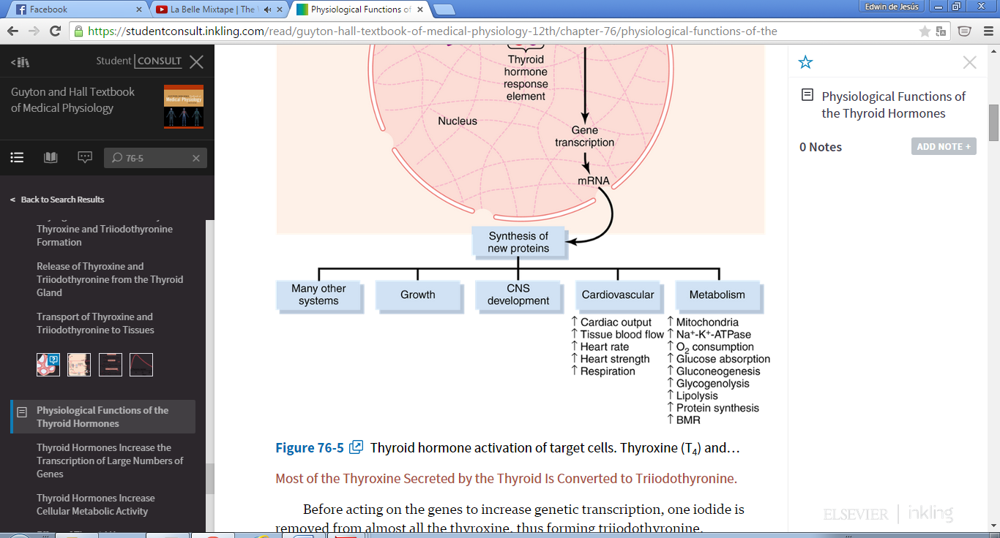 Facebook
La Belle Mixtape | The
Physiological Functions of
Edwin de Jesús
https://studentconsult.inkling.com/read/guyton-hall-textbook-of-medical-physiology-12th/chapter-76/physiological-functions-of-the
Student CONSULT
Guyton and Hall Textbook
of Medical Physiology
Medical Physiology
76-5
< Back to Search Results
Thyroxine and Triiodothyronine
Formation
Release of Thyroxine and
Triiodothyronine from the Thyroid
Gland
Transport of Thyroxine and
Triiodothyronine to Tissues
Physiological Functions of the
Thyroid Hormones
Thyroid Hormones Increase the
Transcription of Large Numbers of
Genes
Thyroid Hormones Increase
Cellular Metabolic Activity
Thyroid
hormone
response
element
Nucleus
Gene
transcription
mRNA
Synthesis of
new proteins
Many other
systems
Growth
CNS
development
Cardiovascular
↑ Cardiac output
↑ Tissue blood flow
↑ Heart rate
↑ Heart strength
↑ Respiration
Metabolism
↑ Mitochondria
↑ Na⁺-K⁺-ATPase
↑ O₂ consumption
↑ Glucose absorption
↑ Gluconeogenesis
↑ Glycogenolysis
↑ Lipolysis
↑ Protein synthesis
↑ BMR
Figure 76-5 Thyroid hormone activation of target cells. Thyroxine (T₄) and…
Most of the Thyroxine Secreted by the Thyroid Is Converted to Triiodothyronine.
Before acting on the genes to increase genetic transcription, one iodide is
removed from almost all the thyroxine, thus forming triiodothyronine.
Physiological Functions of
the Thyroid Hormones
0 Notes
ADD NOTE +
ELSEVIER | inkling